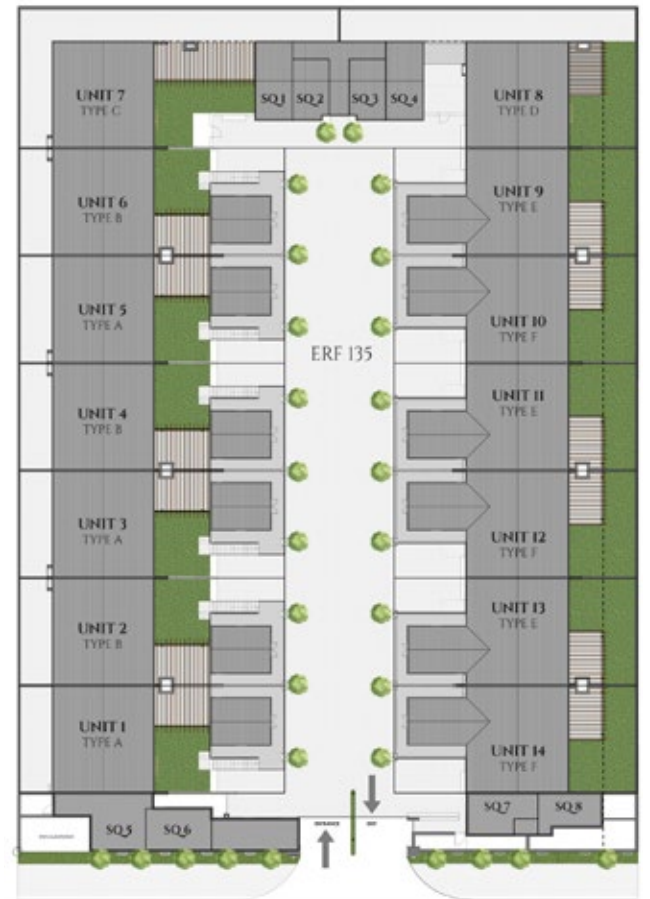 UNIT 7
TYPE C
SQ 1
SQ 2
SQ 3
SQ 4
UNIT 8
TYPE D
UNIT 6
TYPE B
UNIT 9
TYPE E
UNIT 5
TYPE A
UNIT 10
TYPE F
ERF 135
UNIT 4
TYPE B
UNIT 11
TYPE E
UNIT 3
TYPE A
UNIT 12
TYPE F
UNIT 2
TYPE B
UNIT 13
TYPE E
UNIT 1
TYPE A
UNIT 14
TYPE F
SQ 5
SQ 6
ENTRANCE
EXIT
SQ 7
SQ 8